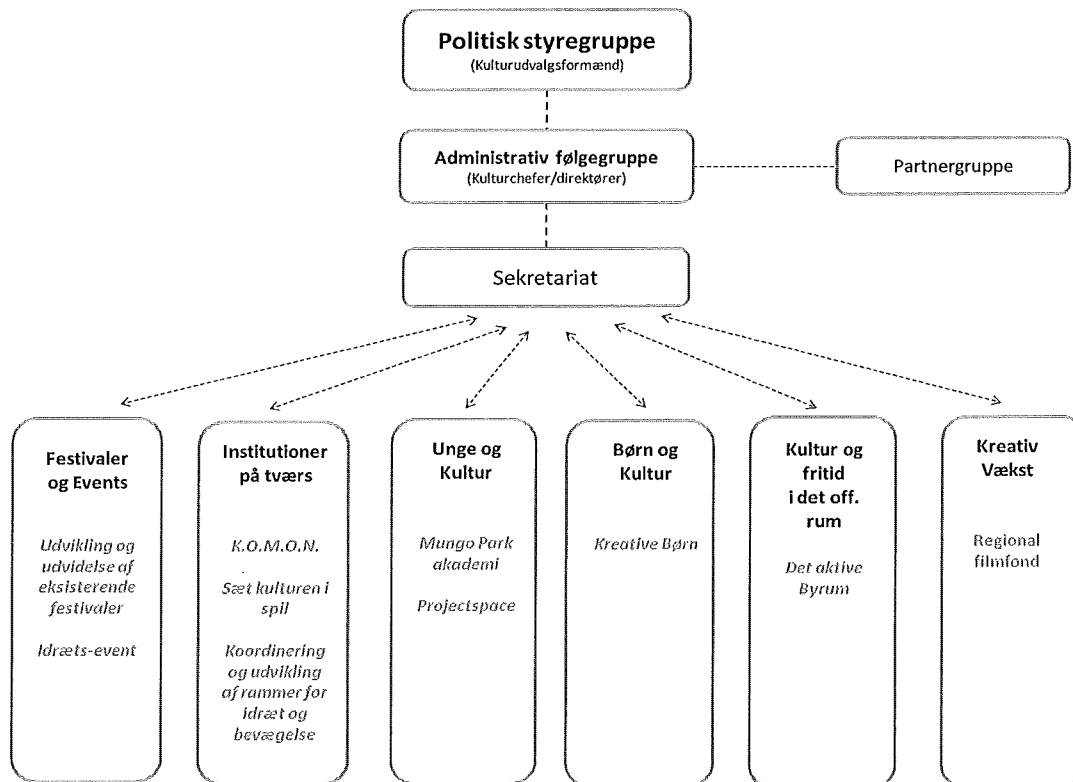 Politisk styregruppe
(Kulturudvalgsformænd)
Administrativ følgegruppe
(Kulturchefer/direktører)
Partnergruppe
Sekretariat
Festivaler
og Events
Udvikling og
udvidelse af
eksisterende
festivaler
Idræts-event
Institutioner
på tværs
K.O.M.O.N.
Sæt kulturen i
spil
Koordinering
og udvikling
af rammer for
idræt og
bevægelse
Unge og
Kultur
Mungo Park
akademi
Projectspace
Børn og
Kultur
Kreative Børn
Kultur og
fritid
i det off.
rum
Det aktive
Byrum
Kreativ
Vækst
Regional
filmfond